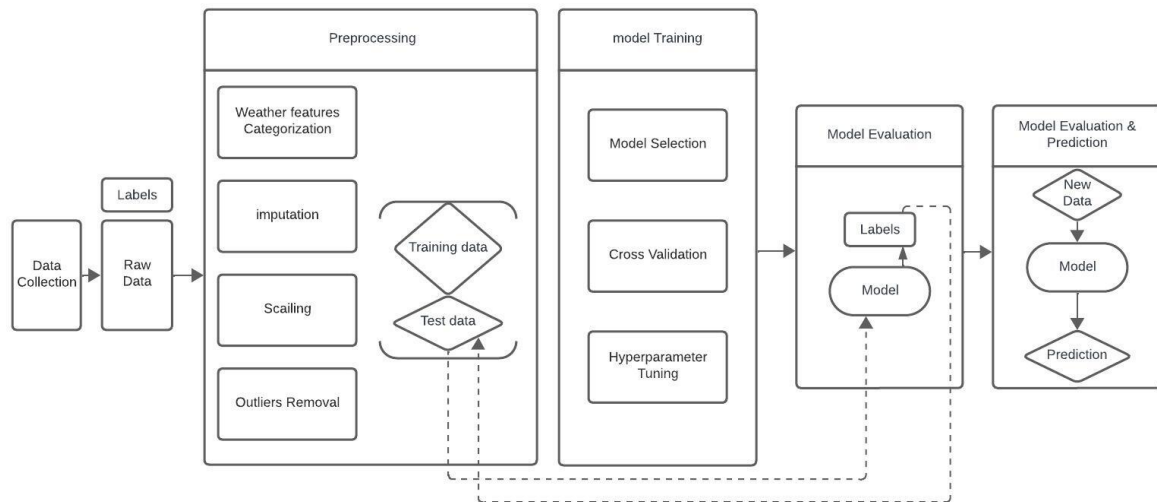 Data
Collection
Labels
Raw
Data
Preprocessing
Weather features
Categorization
imputation
Scailing
Outliers Removal
Training data
Test data
model Training
Model Selection
Cross Validation
Hyperparameter
Tuning
Model Evaluation
Labels
Model
Model Evaluation &
Prediction
New
Data
Model
Prediction